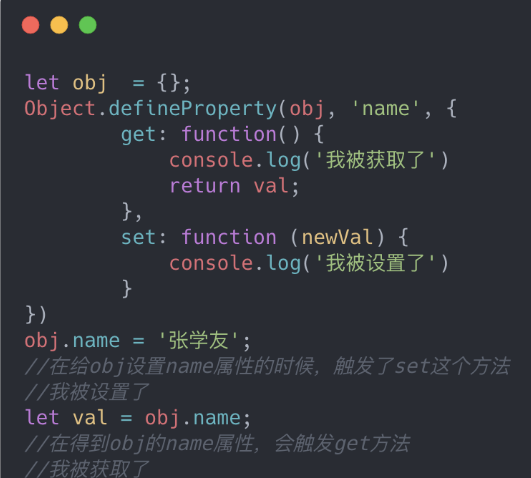 let obj  = {};
Object.defineProperty(obj, 'name', {
        get: function() {
            console.log('我被获取了')
            return val;
        },
        set: function (newVal) {
            console.log('我被设置了')
        }
})
obj.name = '张学友';
//在给obj设置name属性的时候，触发了set这个方法
//我被设置了
let val = obj.name;
//在得到obj的name属性，会触发get方法
//我被获取了